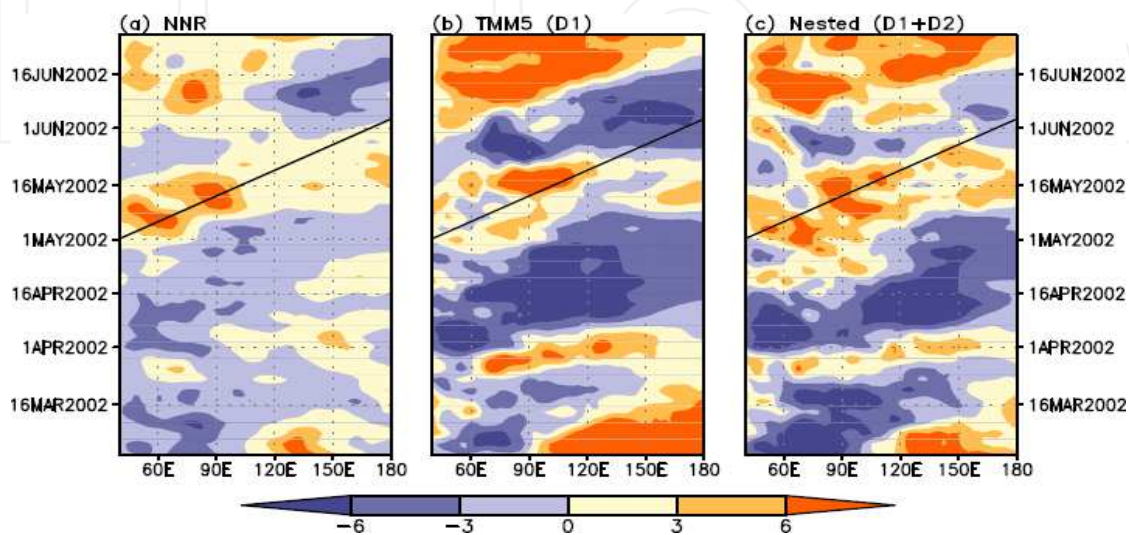 (a) NNR
(b) TMM5 (D1)
(c) Nested (D1+D2)
16JUN2002
16JUN2002
1JUN2002
1JUN2002
16MAY2002
16MAY2002
1MAY2002
1MAY2002
16APR2002
16APR2002
1APR2002
1APR2002
16MAR2002
16MAR2002
60E 90E 120E 150E 180
60E 90E 120E 150E 180
60E 90E 120E 150E 180
−6 −3 0 3 6